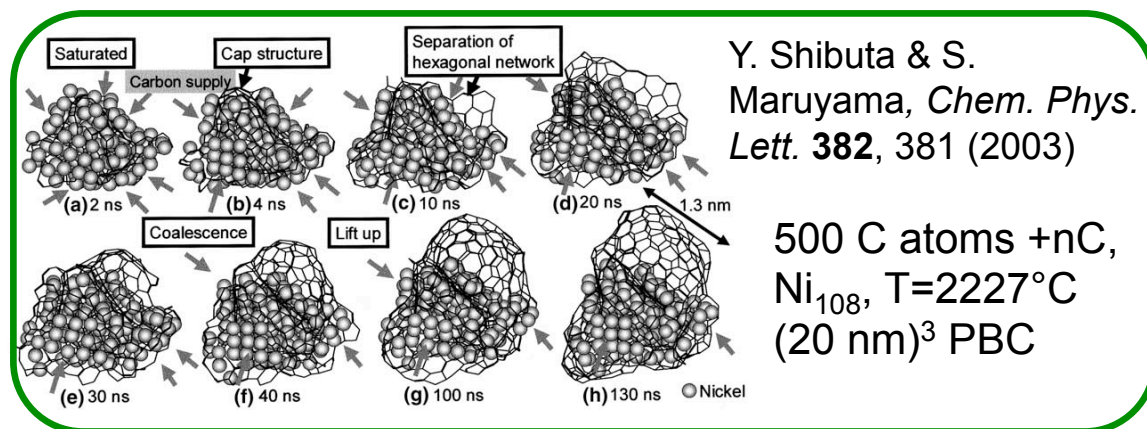 Saturated
Cap structure
Separation of
hexagonal network
Carbon supply
(a) 2 ns
(b) 4 ns
(c) 10 ns
(d) 20 ns
1.3 nm
Coalescence
Lift up
(e) 30 ns
(f) 40 ns
(g) 100 ns
(h) 130 ns
Nickel
Y. Shibuta & S.
Maruyama, Chem. Phys.
Lett. 382, 381 (2003)
500 C atoms +nC,
Ni₁₀₈, T=2227°C
(20 nm)³ PBC